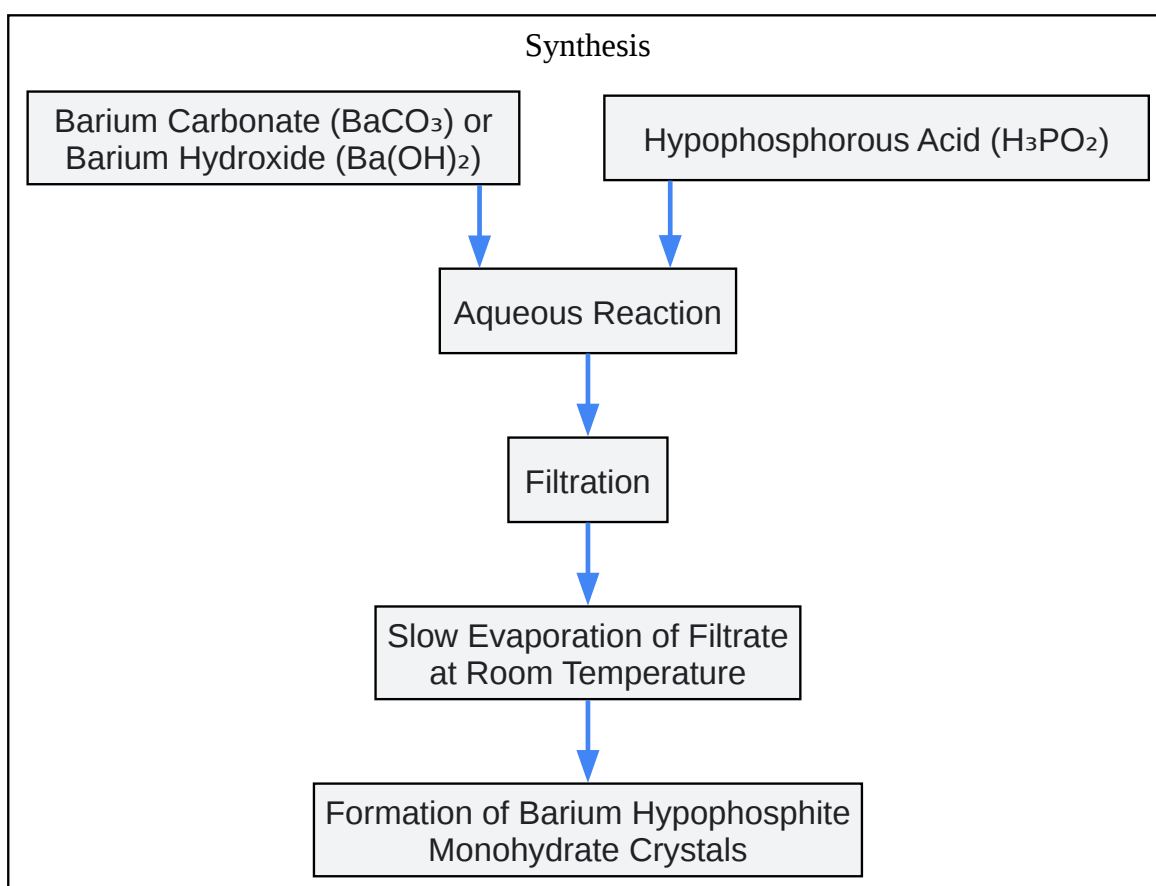 Synthesis
Barium Carbonate (BaCO₃) or
Barium Hydroxide (Ba(OH)₂)
Hypophosphorous Acid (H₃PO₂)
Aqueous Reaction
Filtration
Slow Evaporation of Filtrate
at Room Temperature
Formation of Barium Hypophosphite
Monohydrate Crystals